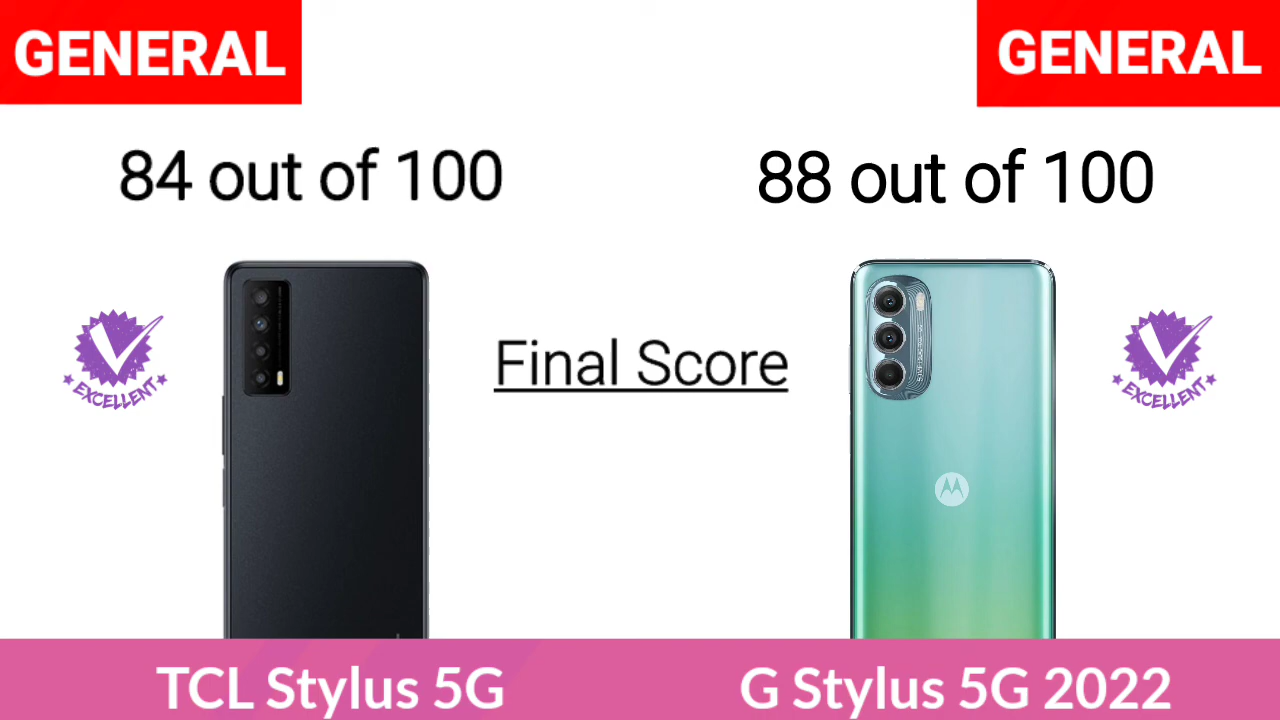 GENERAL
GENERAL
84 out of 100
88 out of 100
EXCELLENT
Final Score
EXCELLENT
TCL Stylus 5G
G Stylus 5G 2022